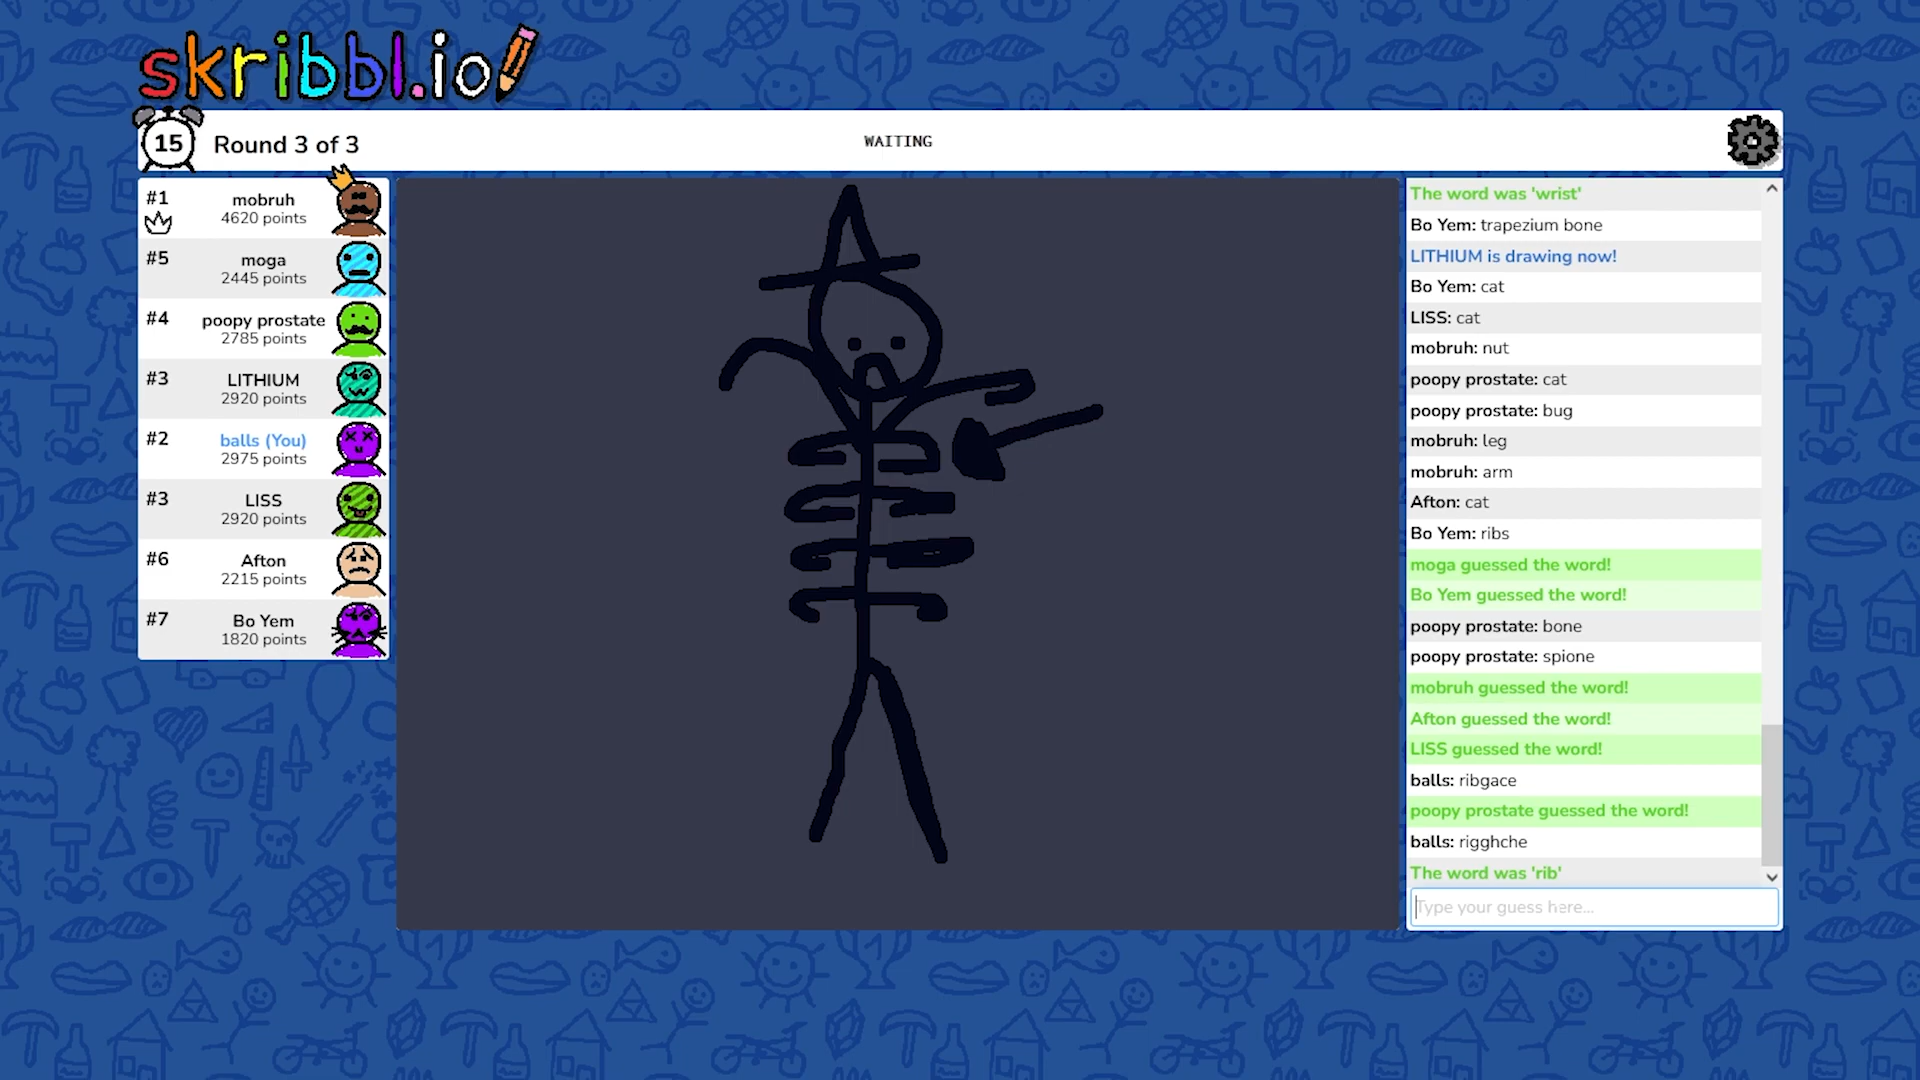 skribbl.io
15
Round 3 of 3
WAITING
#1
mobruh
4620 points
#5
moga
2445 points
#4
poopy prostate
2785 points
#3
LITHIUM
2920 points
#2
balls (You)
2975 points
#3
LISS
2920 points
#6
Afton
2215 points
#7
Bo Yem
1820 points
The word was 'wrist'
Bo Yem: trapezium bone
LITHIUM is drawing now!
Bo Yem: cat
LISS: cat
mobruh: nut
poopy prostate: cat
poopy prostate: bug
mobruh: leg
mobruh: arm
Afton: cat
Bo Yem: ribs
moga guessed the word!
Bo Yem guessed the word!
poopy prostate: bone
poopy prostate: spione
mobruh guessed the word!
Afton guessed the word!
LISS guessed the word!
balls: ribgace
poopy prostate guessed the word!
balls: rigghche
The word was 'rib'
Type your guess here...